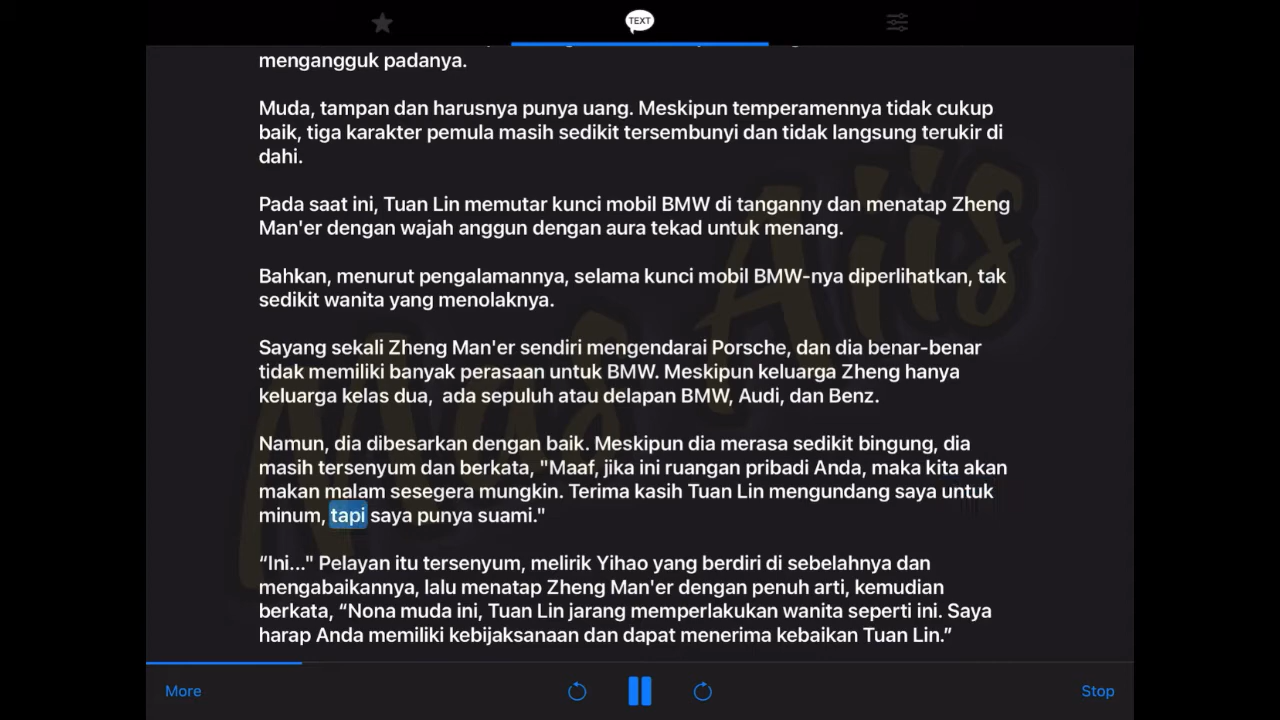 TEXT
mengangguk padanya.
Muda, tampan dan harusnya punya uang. Meskipun temperamennya tidak cukup
baik, tiga karakter pemula masih sedikit tersembunyi dan tidak langsung terukir di
dahi.
Pada saat ini, Tuan Lin memutar kunci mobil BMW di tanganny dan menatap Zheng
Man'er dengan wajah anggun dengan aura tekad untuk menang.
Bahkan, menurut pengalamannya, selama kunci mobil BMW-nya diperlihatkan, tak
sedikit wanita yang menolaknya.
Sayang sekali Zheng Man'er sendiri mengendarai Porsche, dan dia benar-benar
tidak memiliki banyak perasaan untuk BMW. Meskipun keluarga Zheng hanya
keluarga kelas dua,  ada sepuluh atau delapan BMW, Audi, dan Benz.
Namun, dia dibesarkan dengan baik. Meskipun dia merasa sedikit bingung, dia
masih tersenyum dan berkata, "Maaf, jika ini ruangan pribadi Anda, maka kita akan
makan malam sesegera mungkin. Terima kasih Tuan Lin mengundang saya untuk
minum, tapi saya punya suami."
“Ini..." Pelayan itu tersenyum, melirik Yihao yang berdiri di sebelahnya dan
mengabaikannya, lalu menatap Zheng Man'er dengan penuh arti, kemudian
berkata, “Nona muda ini, Tuan Lin jarang memperlakukan wanita seperti ini. Saya
harap Anda memiliki kebijaksanaan dan dapat menerima kebaikan Tuan Lin.”
Mas Aiis
More
Stop